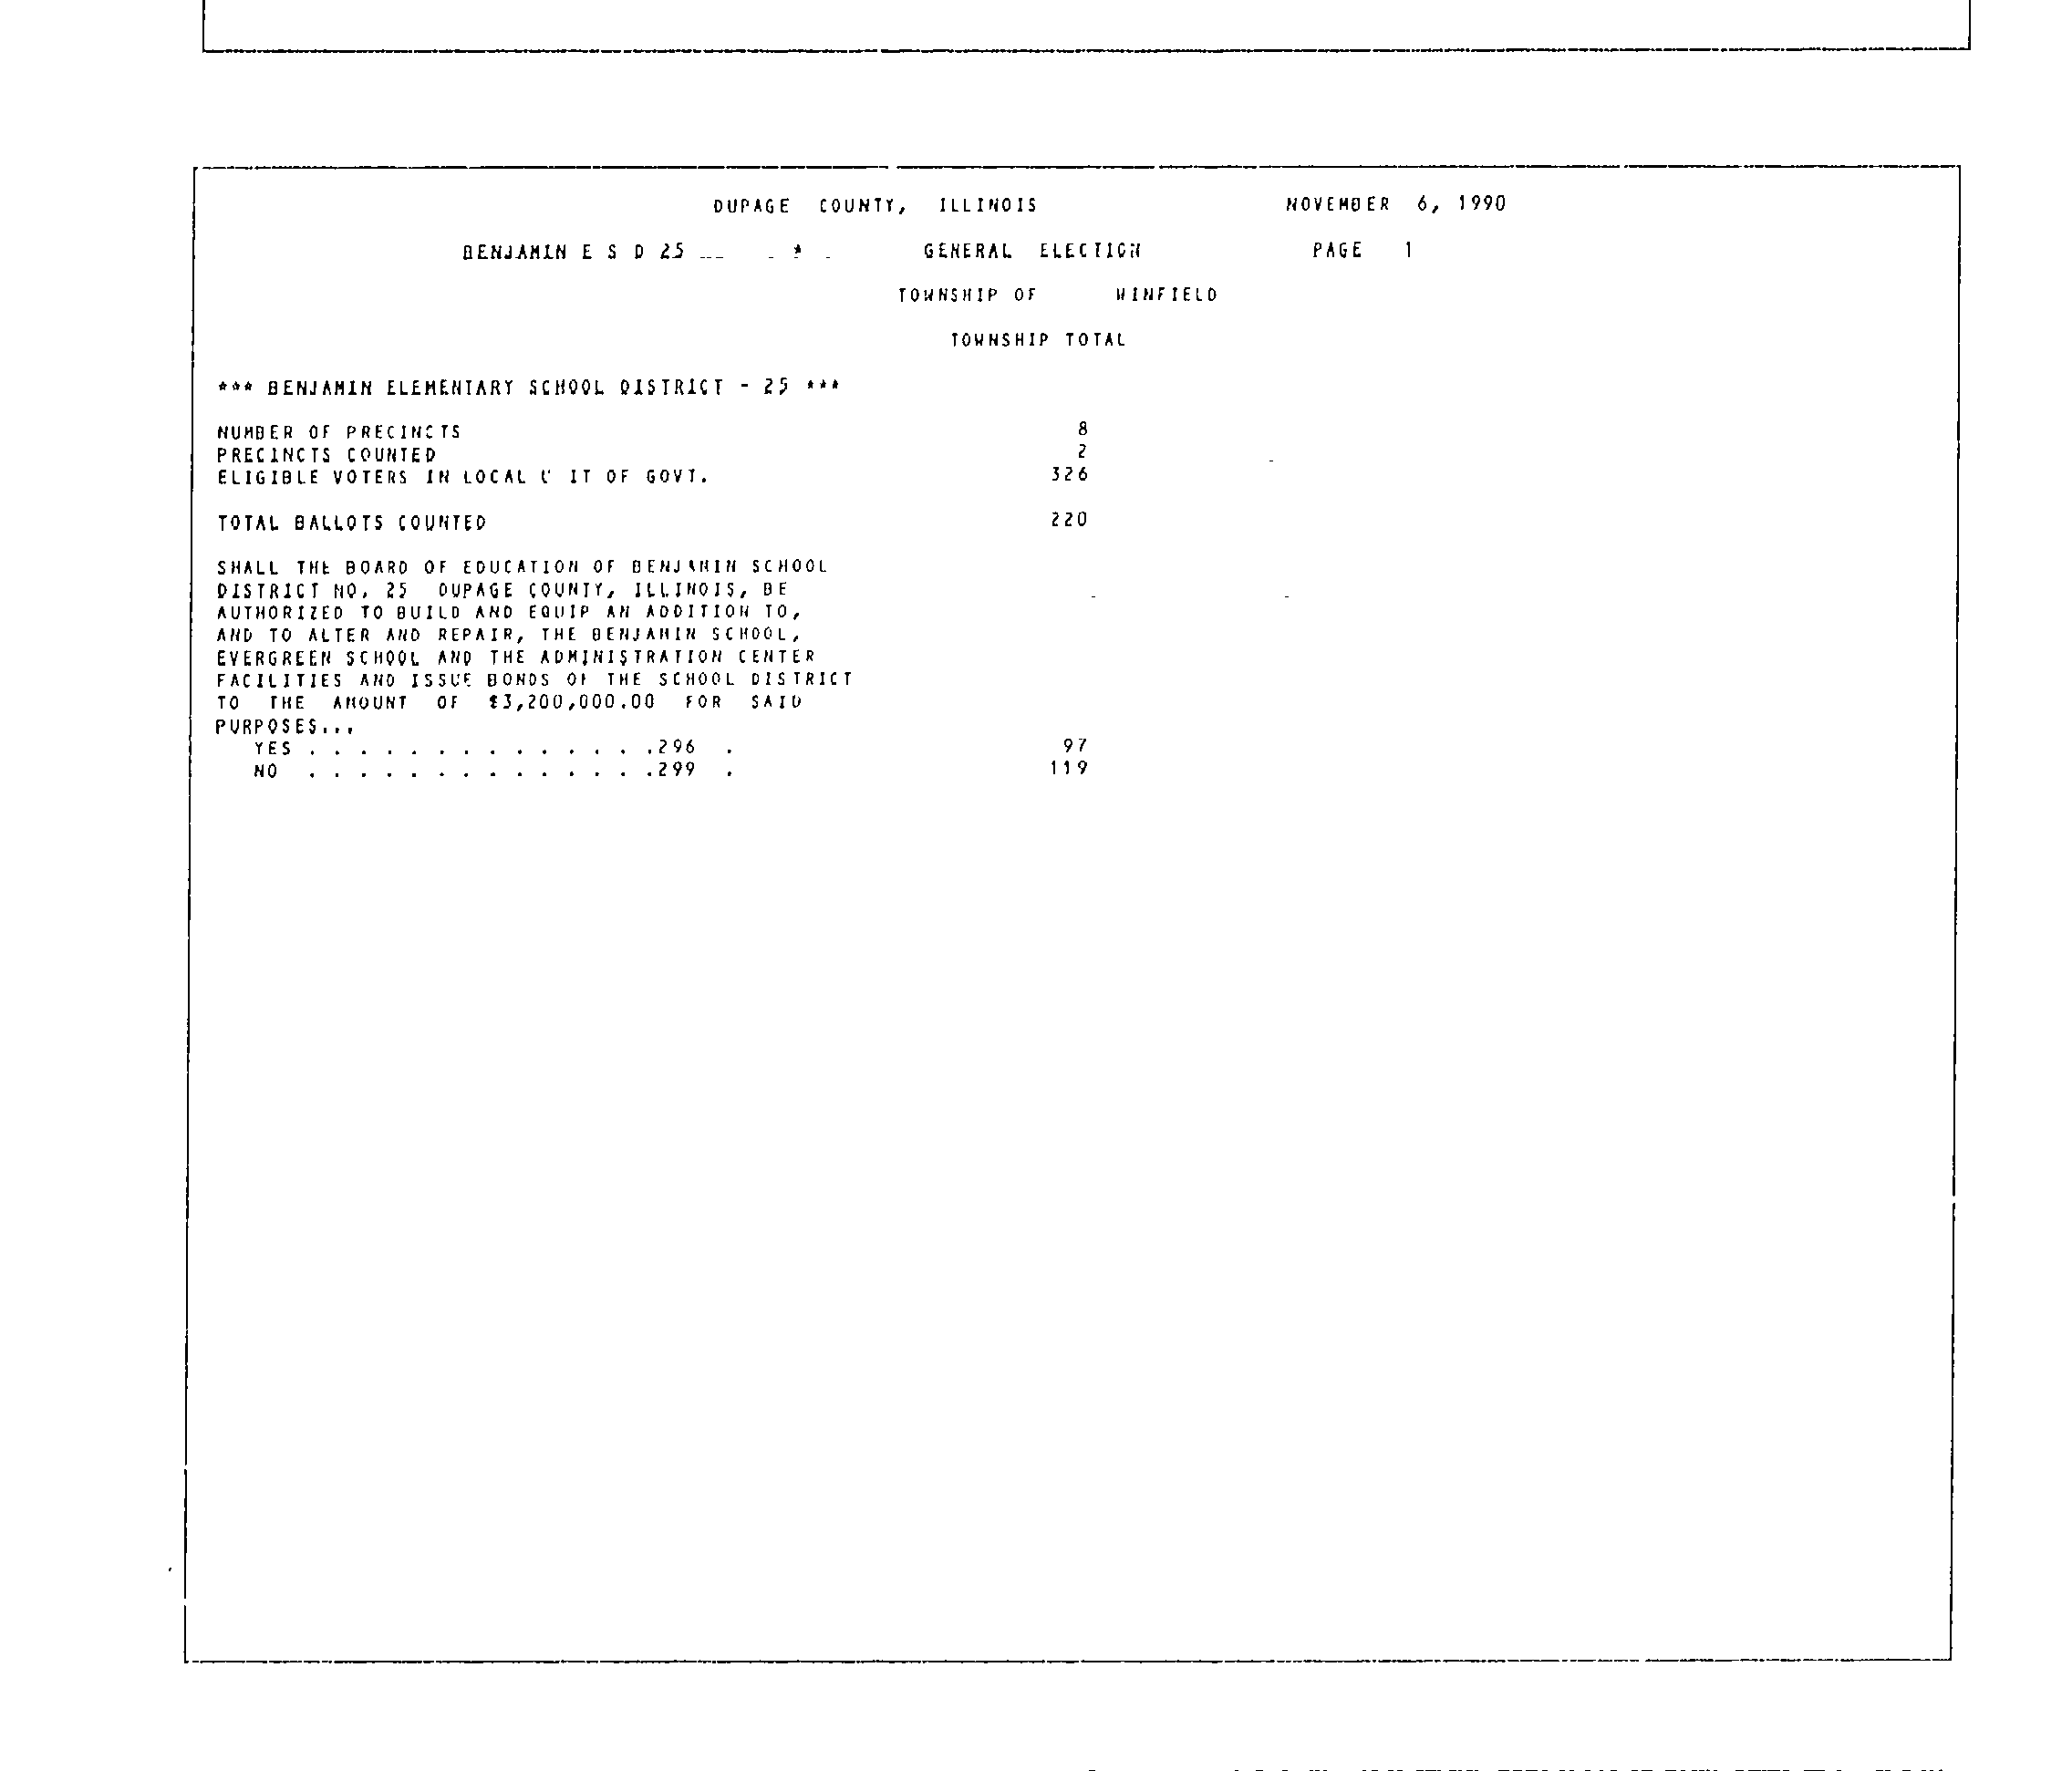 DUPAGE COUNTY, ILLINOIS NOVEMBER 6, 1990
BENJAMIN E S D 25 * GENERAL ELECTION PAGE 1
TOWNSHIP OF WINFIELD
TOWNSHIP TOTAL
*** BENJAMIN ELEMENTARY SCHOOL DISTRICT - 25 ***
NUMBER OF PRECINCTS 8
PRECINCTS COUNTED 2
ELIGIBLE VOTERS IN LOCAL IT OF GOVT. 326
TOTAL BALLOTS COUNTED 220
SHALL THE BOARD OF EDUCATION OF BENJAMIN SCHOOL
DISTRICT NO. 25 DUPAGE COUNTY, ILLINOIS, BE
AUTHORIZED TO BUILD AND EQUIP AN ADDITION TO,
AND TO ALTER AND REPAIR, THE BENJAMIN SCHOOL,
EVERGREEN SCHOOL AND THE ADMINISTRATION CENTER
FACILITIES AND ISSUE BONDS OF THE SCHOOL DISTRICT
TO THE AMOUNT OF $3,200,000.00 FOR SAID
PURPOSES...
YES . . . . . . . . . . . . . .296 . 97
NO . . . . . . . . . . . . . .299 . 119